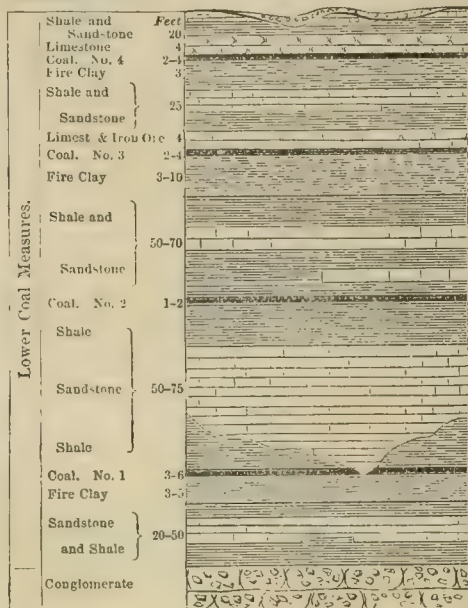 Feet
Shale and
Sandstone 20
Limestone 4
Coal. No. 4 2-4
Fire Clay 3
Shale and
25
Sandstone
Limest & Iron Ore 4
Coal. No. 3 2-4
Fire Clay 3-10
Shale and
50-70
Sandstone
Coal. No. 2 1-2
Shale
Sandstone 50-75
Shale
Coal. No. 1 3-6
Fire Clay 3-5
Sandstone
20-50
and Shale
Conglomerate
Lower Coal Measures.